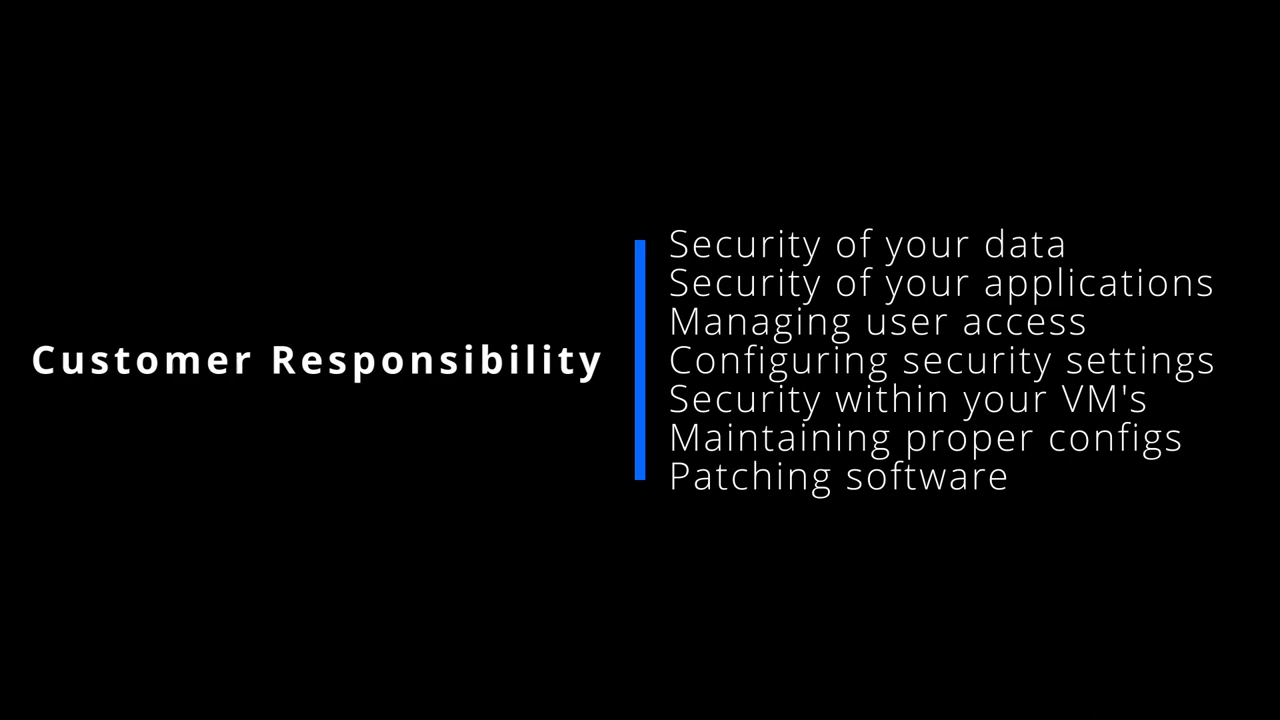 Customer Responsibility
Security of your data
Security of your applications
Managing user access
Configuring security settings
Security within your VM's
Maintaining proper configs
Patching software